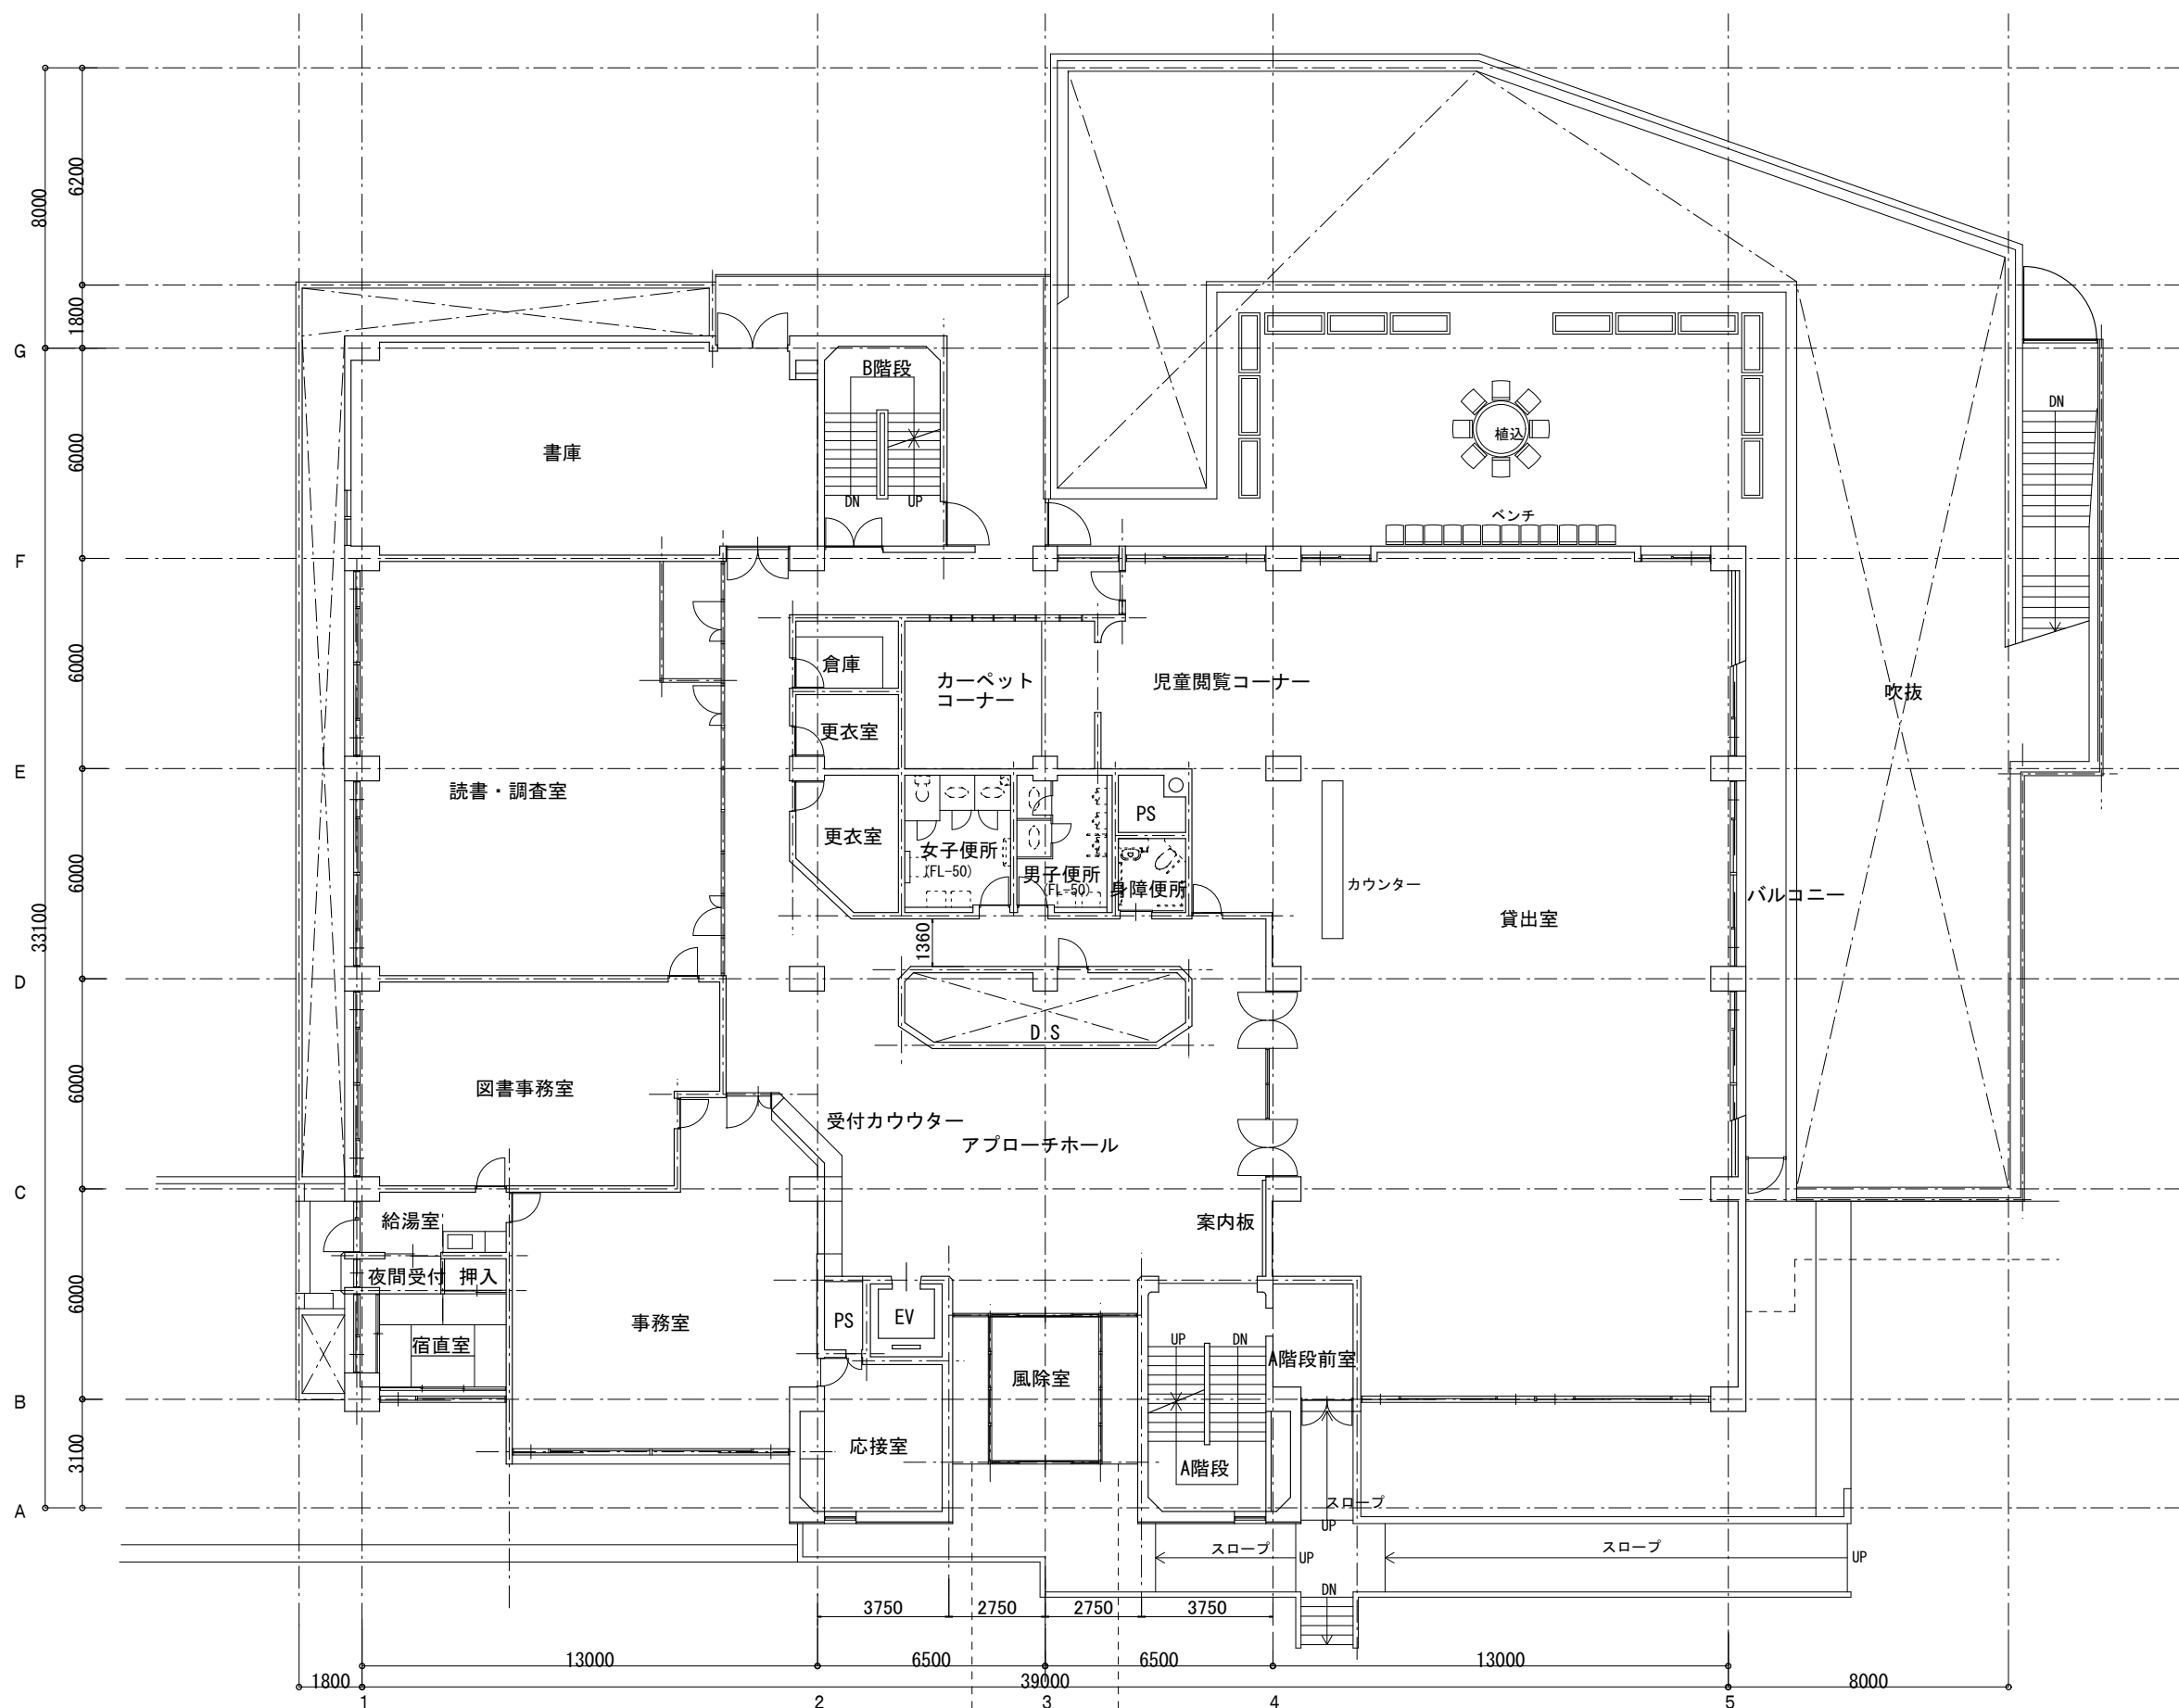 6200
8000
1800
G
B階段
DN
6000
書庫
植込
DN
UP
ベンチ
F
6000
倉庫
カーペット
コーナー
児童閲覧コーナー
吹抜
更衣室
E
読書・調査室
PS
更衣室
女子便所
(FL-50)
男子便所
(FL-50)
身障便所
カウンター
バルコニー
6000
33100
貸出室
1360
D
D S
6000
図書事務室
受付カウウター
アプローチホール
C
給湯室
案内板
夜間受付
押入
6000
宿直室
事務室
PS
EV
UP
DN
風除室
A階段前室
B
3100
応接室
A階段
スロープ
A
UP
スロープ
UP
スロープ
UP
DN
3750
2750
2750
3750
13000
6500
6500
13000
1800
39000
8000
1
2
3
4
5